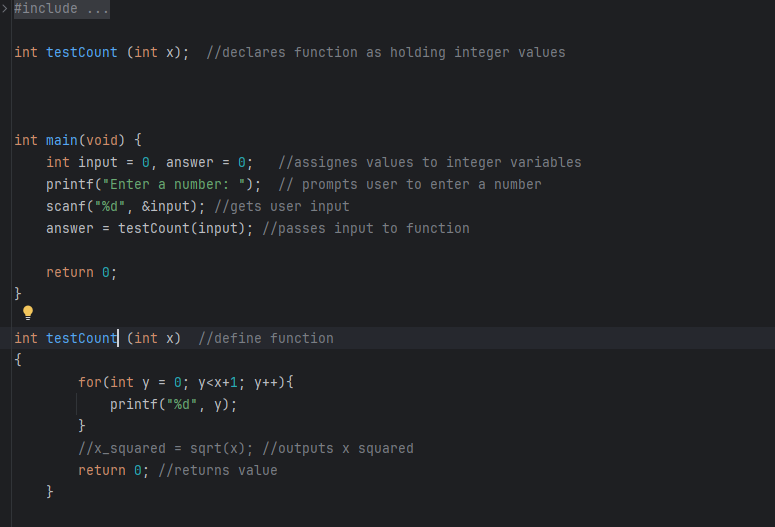 #include ...
int testCount (int x);  //declares function as holding integer values
int main(void) {
    int input = 0, answer = 0;   //assignes values to integer variables
    printf("Enter a number: ");  // prompts user to enter a number
    scanf("%d", &input); //gets user input
    answer = testCount(input); //passes input to function
    return 0;
}
int testCount (int x)  //define function
{
        for(int y = 0; y<x+1; y++){
            printf("%d", y);
        }
        //x_squared = sqrt(x); //outputs x squared
        return 0; //returns value
    }